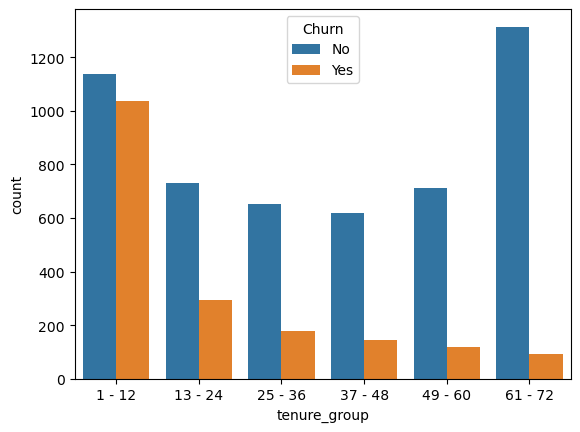 Churn
No
Yes
count
1200
1000
800
600
400
200
0
1 - 12 13 - 24 25 - 36 37 - 48 49 - 60 61 - 72
tenure_group